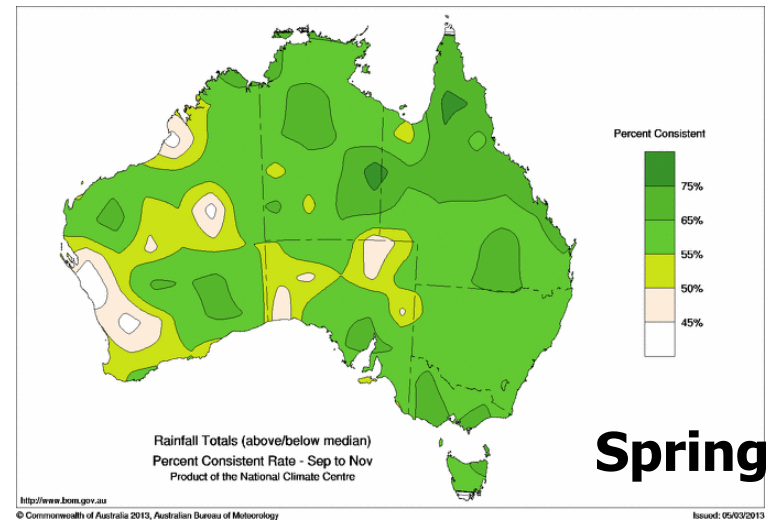 Percent Consistent
75%
65%
55%
50%
45%
Rainfall Totals (above/below median)
Percent Consistent Rate - Sep to Nov
Product of the National Climate Centre
Spring
http://www.bom.gov.au
© Commonwealth of Australia 2013, Australian Bureau of Meteorology
Issued: 05/03/2013